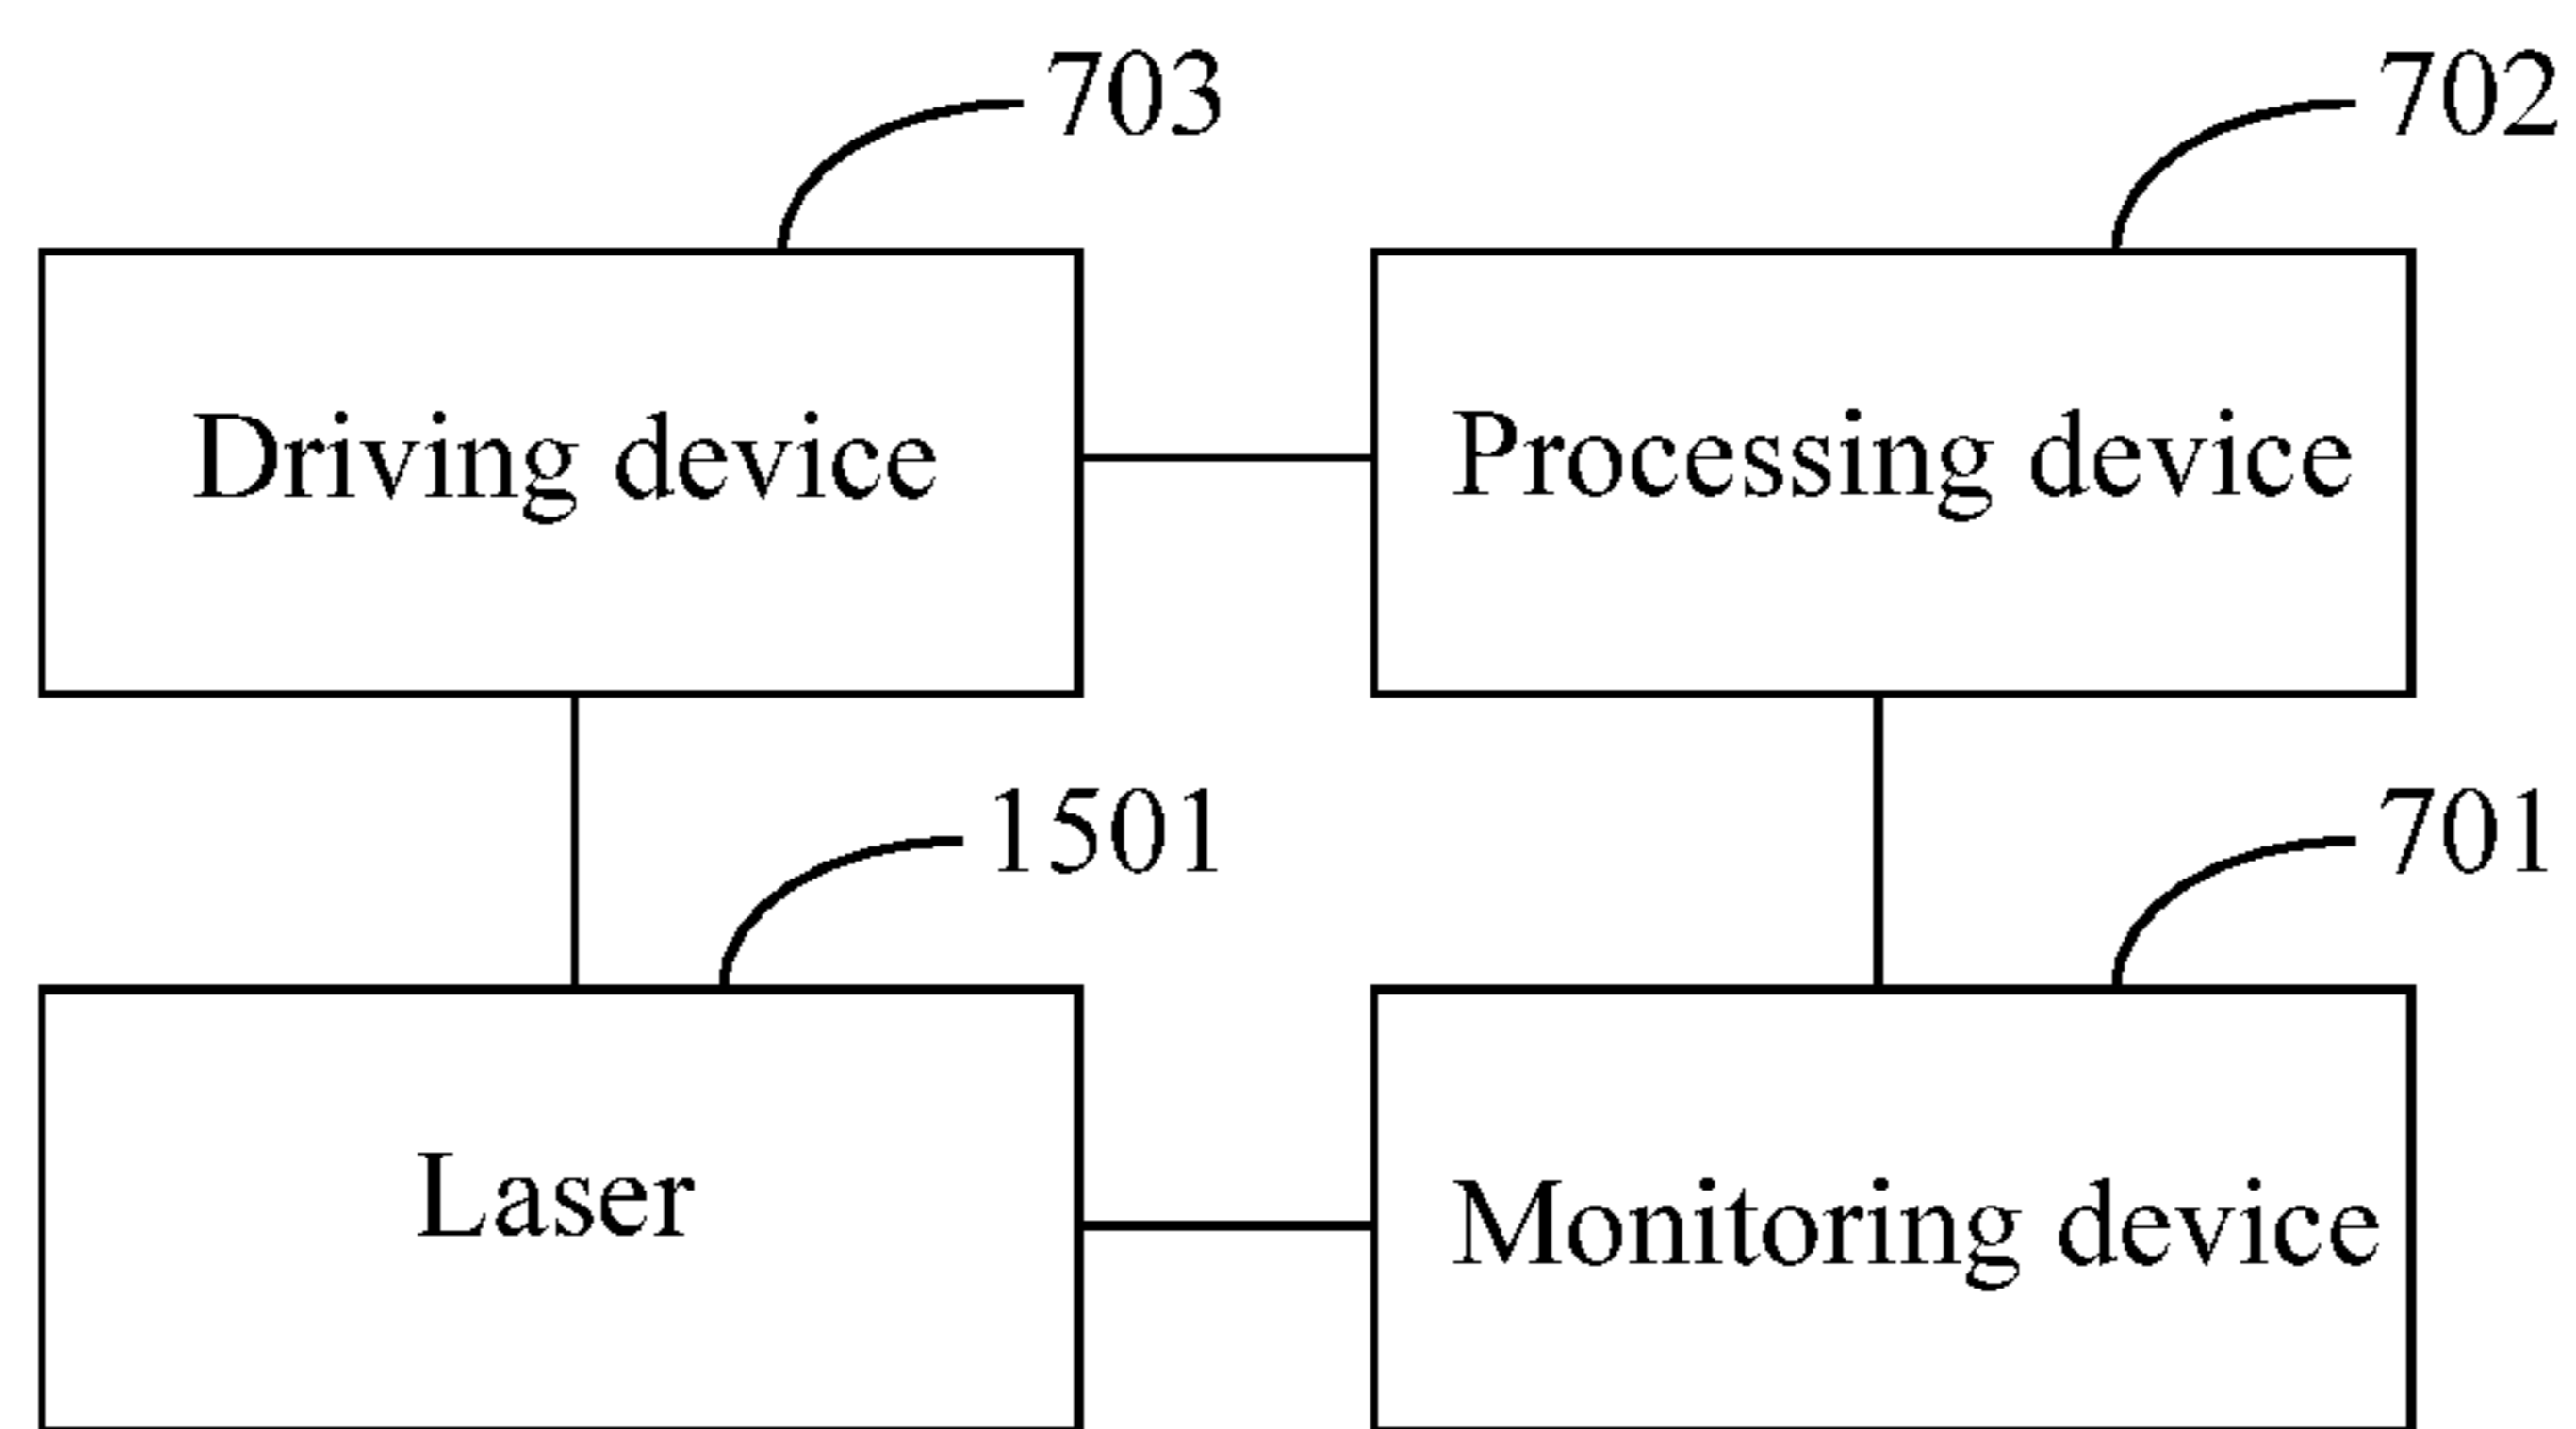 703
702
Driving device
Processing device
1501
701
Laser
Monitoring device